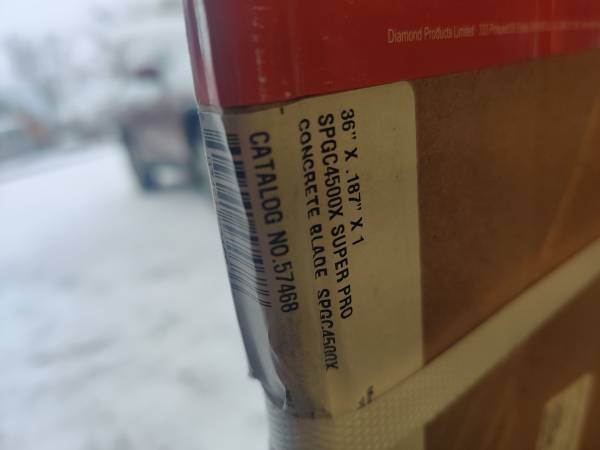 Diamond Products Limited
36" X .187" X 1
SPGC4500X SUPER PRO
CONCRETE BLADE SPGC4500X
CATALOG NO.57468